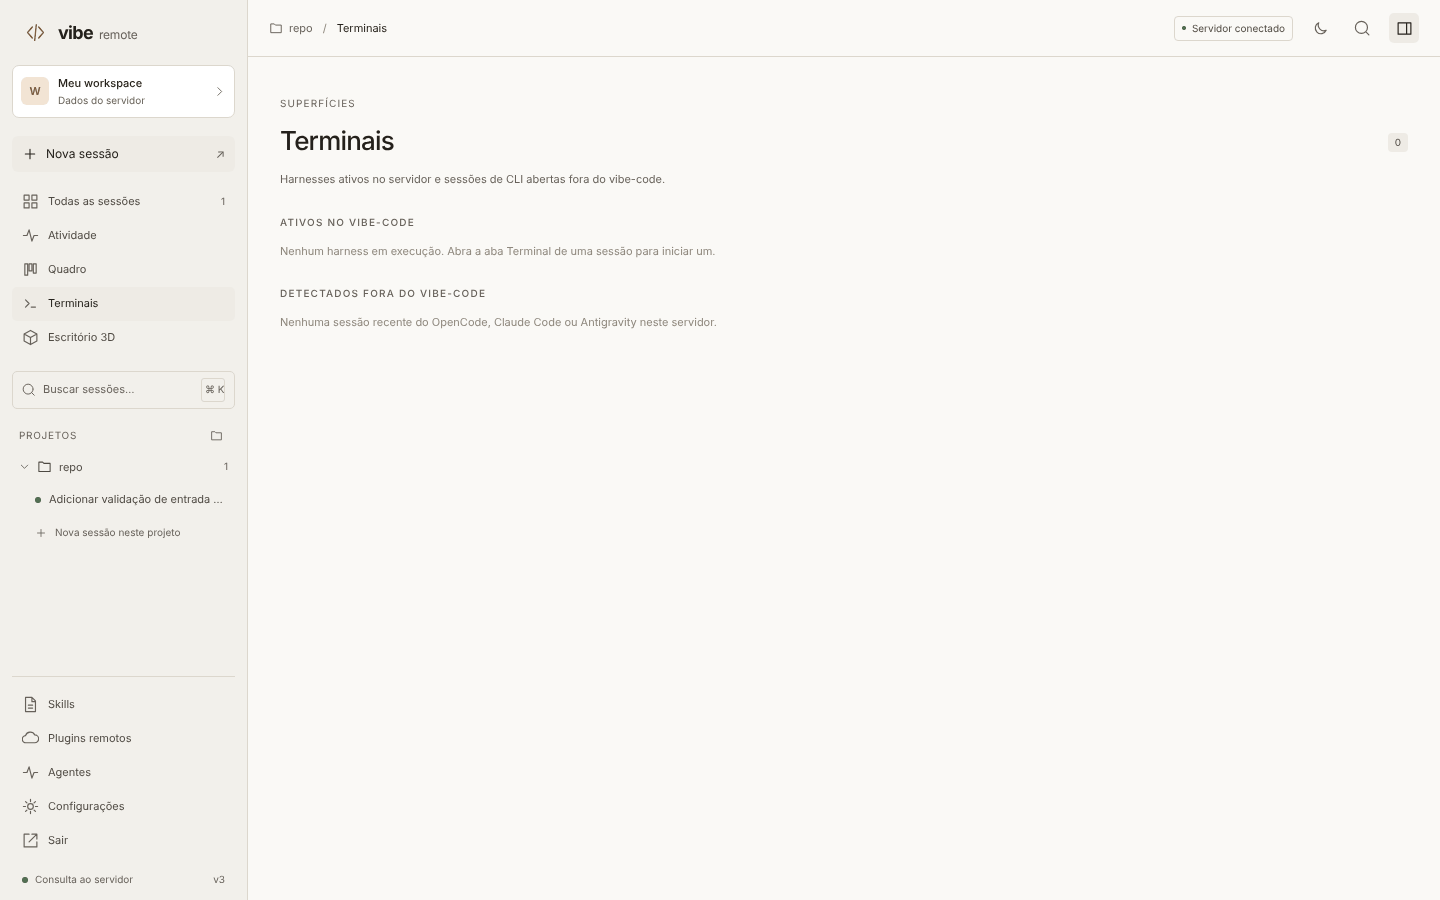 vibe remote
W
Meu workspace
Dados do servidor
Nova sessão
Todas as sessões 1
Atividade
Quadro
Terminais
Escritório 3D
Buscar sessões... ⌘ K
PROJETOS
repo 1
Adicionar validação de entrada ...
Nova sessão neste projeto
Skills
Plugins remotos
Agentes
Configurações
Sair
Consulta ao servidor v3
repo / Terminais
Servidor conectado
SUPERFÍCIES
Terminais 0
Harnesses ativos no servidor e sessões de CLI abertas fora do vibe-code.
ATIVOS NO VIBE-CODE
Nenhum harness em execução. Abra a aba Terminal de uma sessão para iniciar um.
DETECTADOS FORA DO VIBE-CODE
Nenhuma sessão recente do OpenCode, Claude Code ou Antigravity neste servidor.